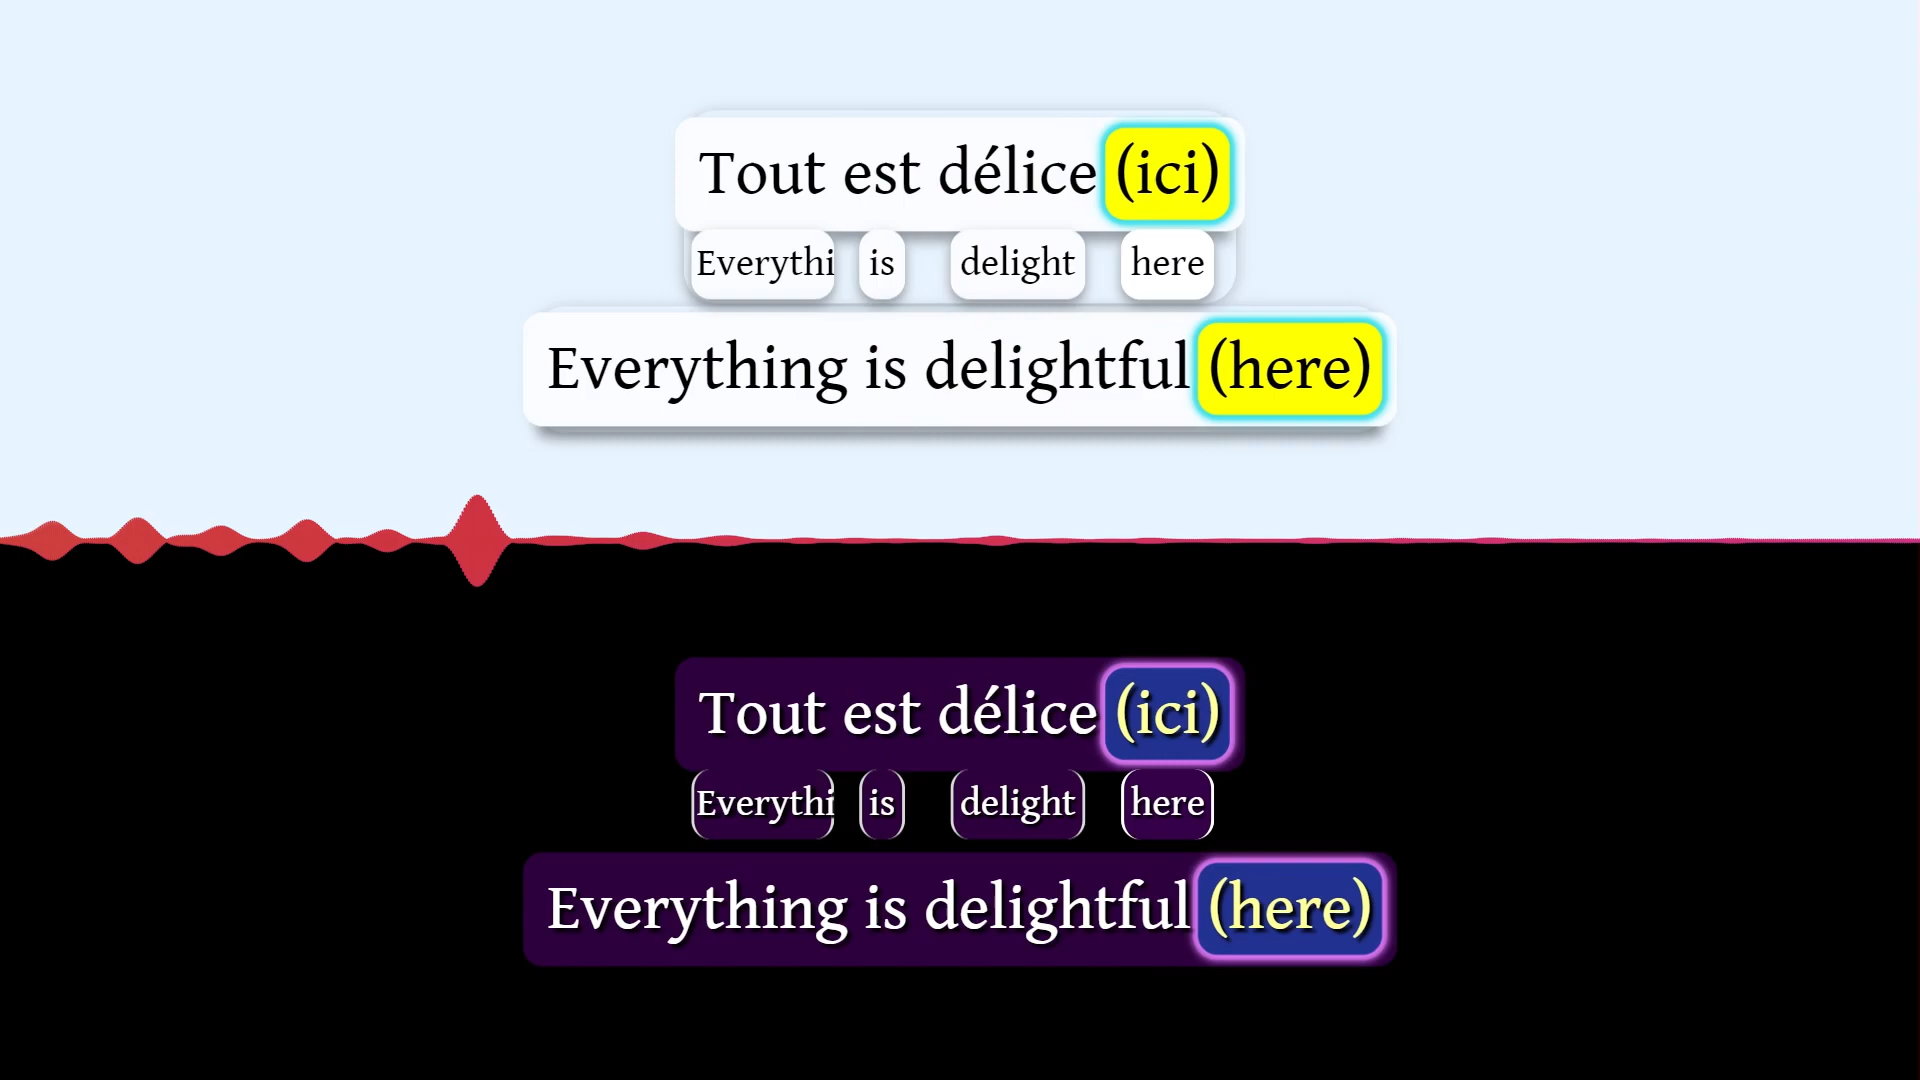 Tout est délice (ici)
Everythi is delight here
Everything is delightful (here)
Tout est délice (ici)
Everythi is delight here
Everything is delightful (here)